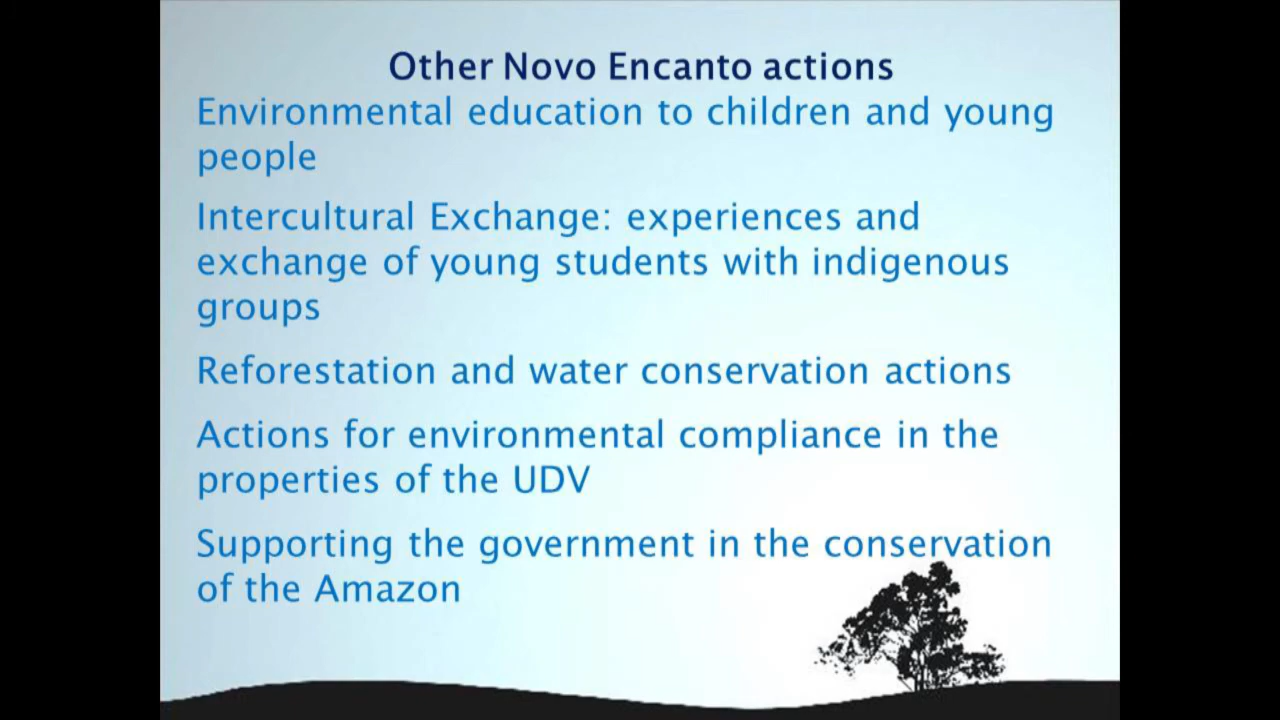 Other Novo Encanto actions
Environmental education to children and young
people
Intercultural Exchange: experiences and
exchange of young students with indigenous
groups
Reforestation and water conservation actions
Actions for environmental compliance in the
properties of the UDV
Supporting the government in the conservation
of the Amazon